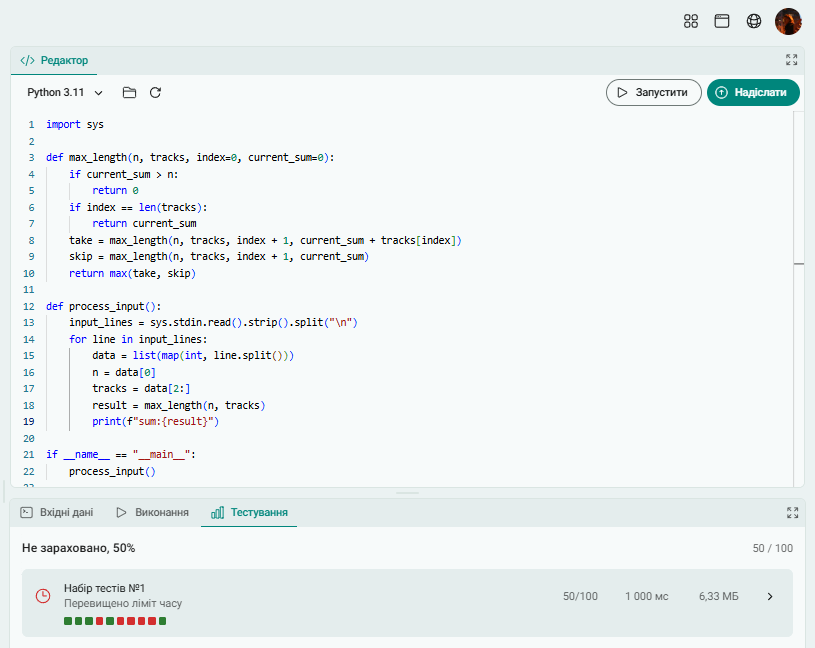 </> Редактор
Python 3.11
Запустити
Надіслати
1 import sys
2
3 def max_length(n, tracks, index=0, current_sum=0):
4     if current_sum > n:
5         return 0
6     if index == len(tracks):
7         return current_sum
8     take = max_length(n, tracks, index + 1, current_sum + tracks[index])
9     skip = max_length(n, tracks, index + 1, current_sum)
10     return max(take, skip)
11
12 def process_input():
13     input_lines = sys.stdin.read().strip().split("\n")
14     for line in input_lines:
15         data = list(map(int, line.split()))
16         n = data[0]
17         tracks = data[2:]
18         result = max_length(n, tracks)
19         print(f"sum:{result}")
20
21 if __name__ == "__main__":
22     process_input()
23
Вхідні дані
Виконання
Тестування
Не зараховано, 50%
50 / 100
Набір тестів №1
Перевищено ліміт часу
50/100
1 000 мс
6,33 МБ